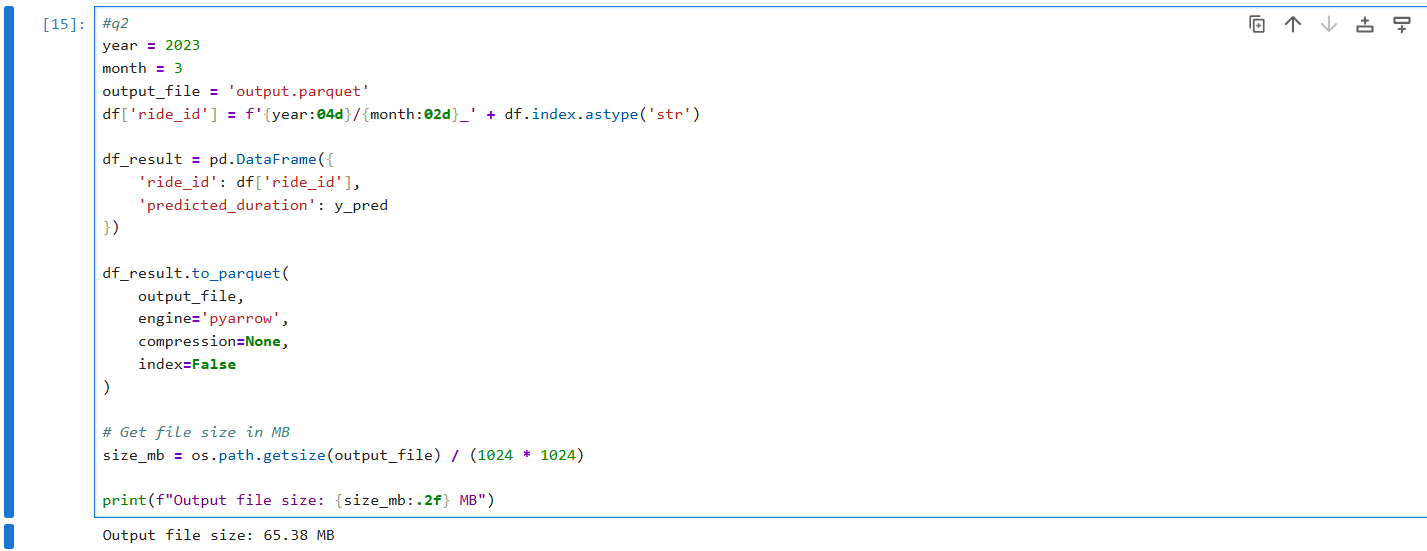 [15]:
#q2
year = 2023
month = 3
output_file = 'output.parquet'
df['ride_id'] = f'{year:04d}/{month:02d}_' + df.index.astype('str')

df_result = pd.DataFrame({
    'ride_id': df['ride_id'],
    'predicted_duration': y_pred
})

df_result.to_parquet(
    output_file,
    engine='pyarrow',
    compression=None,
    index=False
)

# Get file size in MB
size_mb = os.path.getsize(output_file) / (1024 * 1024)

print(f"Output file size: {size_mb:.2f} MB")
Output file size: 65.38 MB